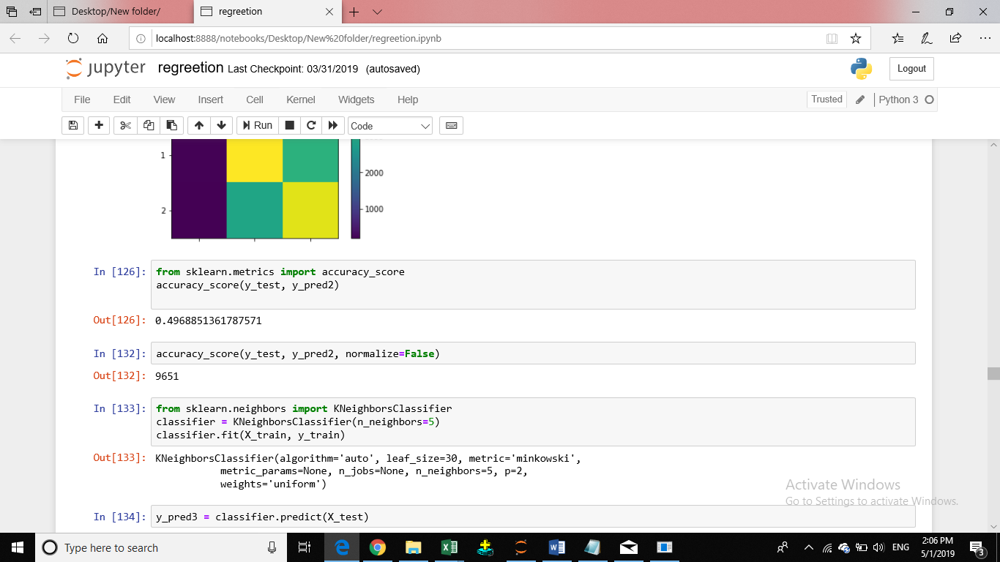 Desktop/New folder/
regreetion
localhost:8888/notebooks/Desktop/New%20folder/regreetion.ipynb
jupyter regreetion Last Checkpoint: 03/31/2019 (autosaved)
Logout
File Edit View Insert Cell Kernel Widgets Help
Trusted
Python 3
Run
Code
1
2
2000
1000
In [126]: from sklearn.metrics import accuracy_score
accuracy_score(y_test, y_pred2)
Out[126]: 0.4968851361787571
In [132]: accuracy_score(y_test, y_pred2, normalize=False)
Out[132]: 9651
In [133]: from sklearn.neighbors import KNeighborsClassifier
classifier = KNeighborsClassifier(n_neighbors=5)
classifier.fit(X_train, y_train)
Out[133]: KNeighborsClassifier(algorithm='auto', leaf_size=30, metric='minkowski',
metric_params=None, n_jobs=None, n_neighbors=5, p=2,
weights='uniform')
In [134]: y_pred3 = classifier.predict(X_test)
Activate Windows
Go to Settings to activate Windows.
Type here to search
ENG
2:06 PM
5/1/2019
3